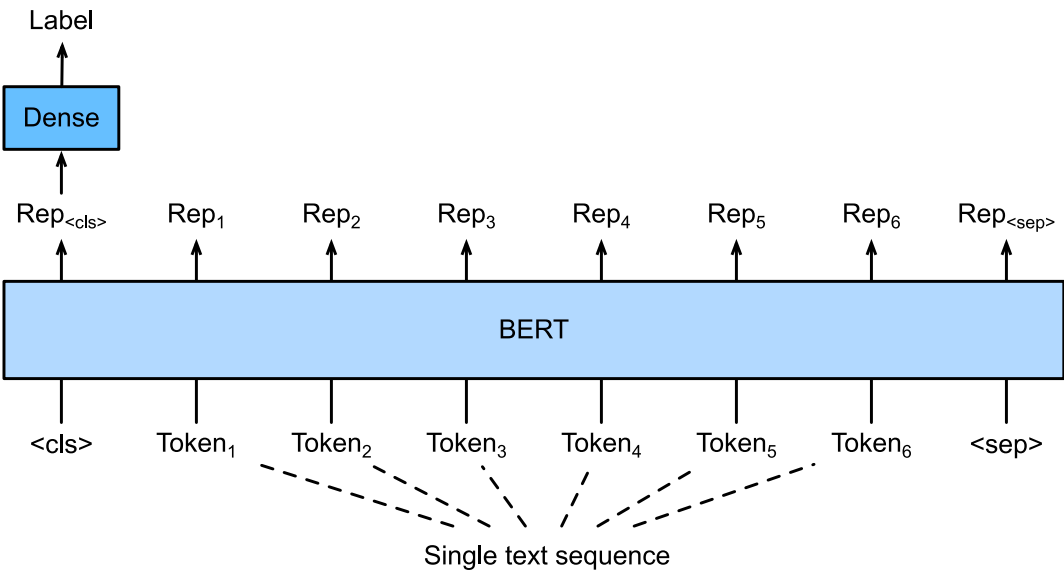 Label
Dense
Rep<cls> Rep1 Rep2 Rep3 Rep4 Rep5 Rep6 Rep<sep>
BERT
<cls> Token1 Token2 Token3 Token4 Token5 Token6 <sep>
Single text sequence